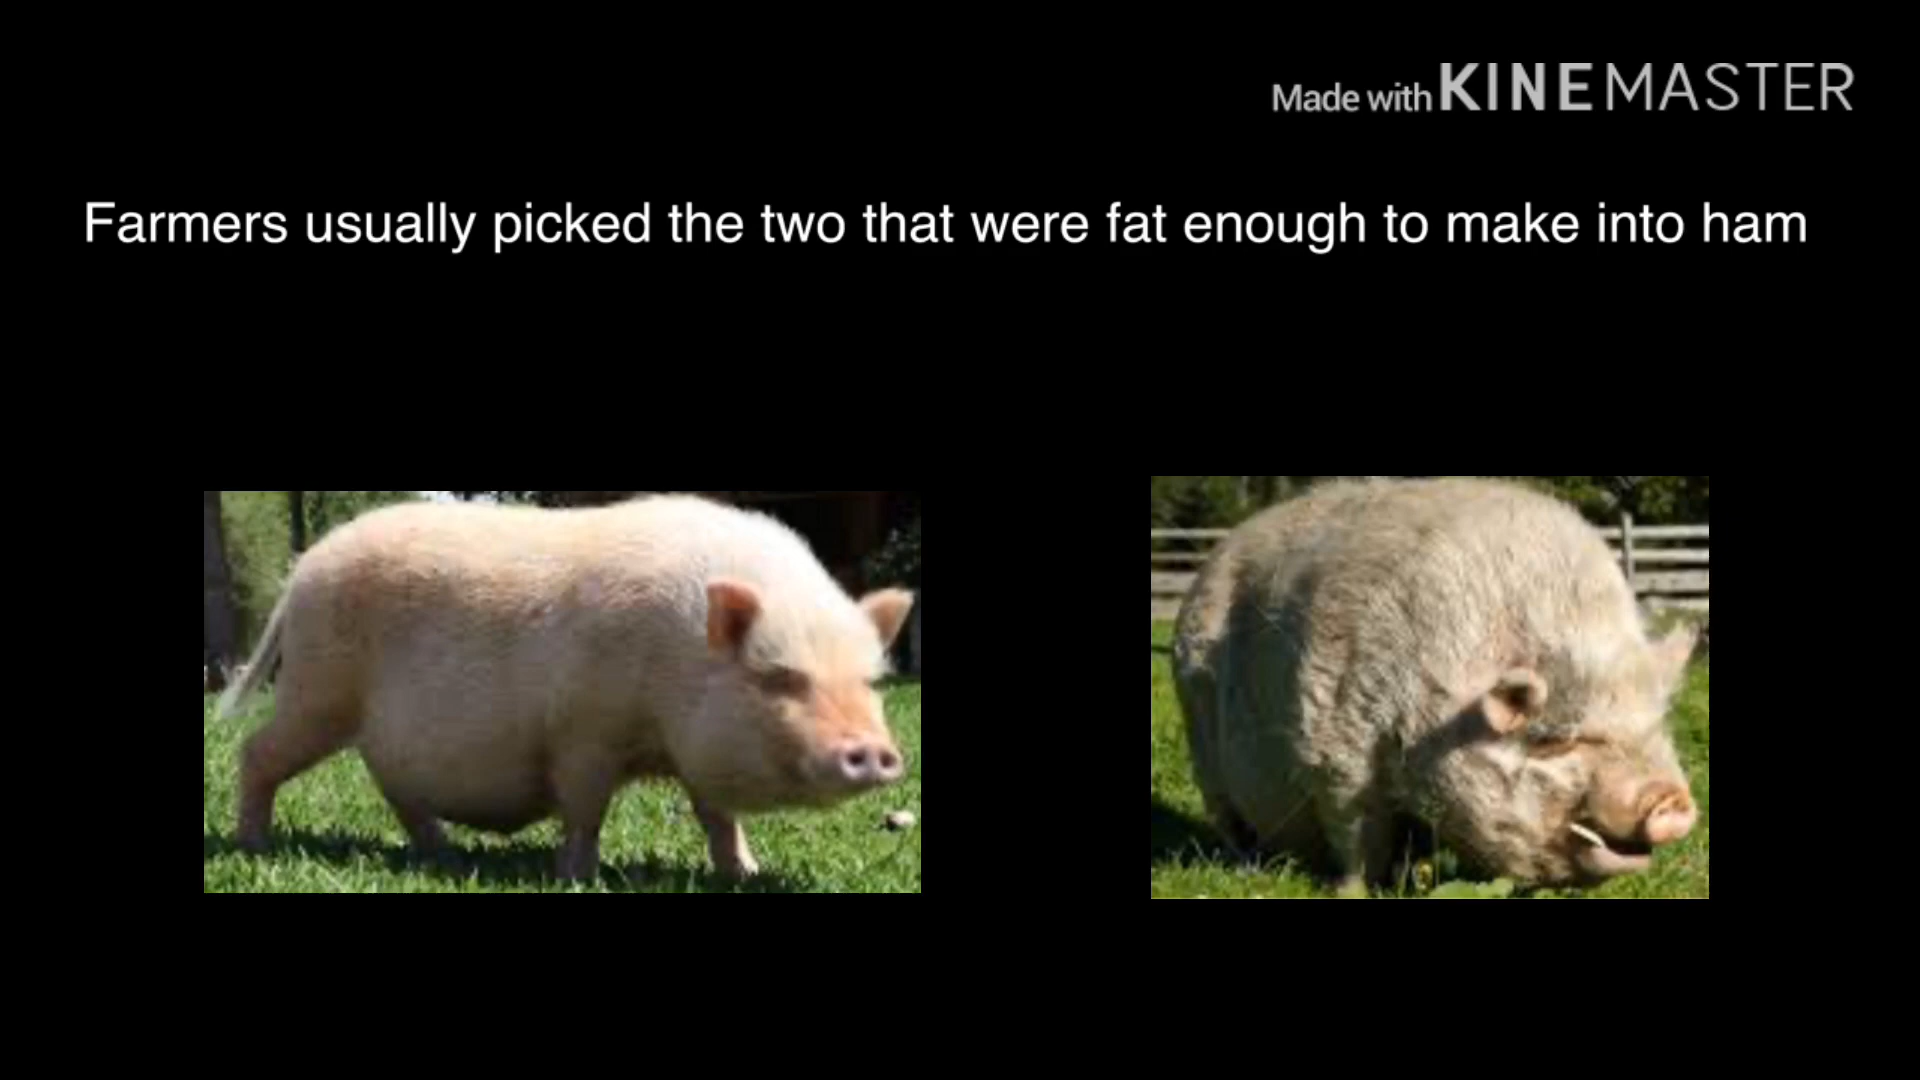 Made with KINEMASTER
Farmers usually picked the two that were fat enough to make into ham